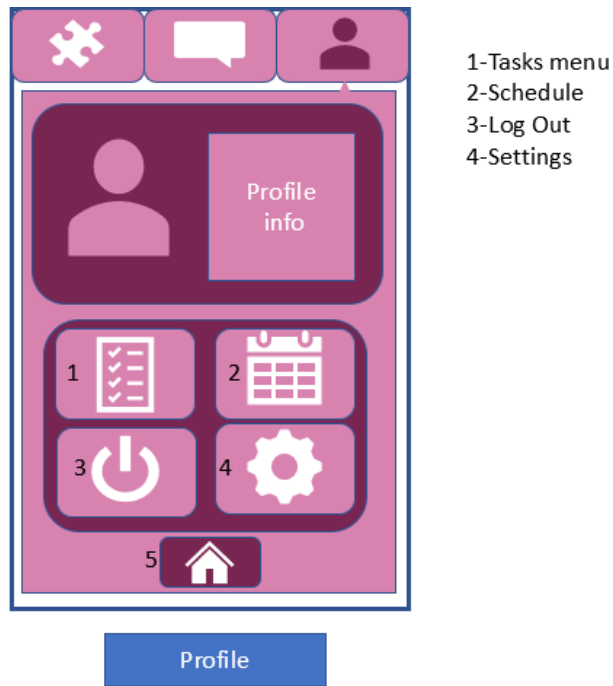 1-Tasks menu
2-Schedule
3-Log Out
4-Settings
Profile
info
1
2
3
4
5
Profile